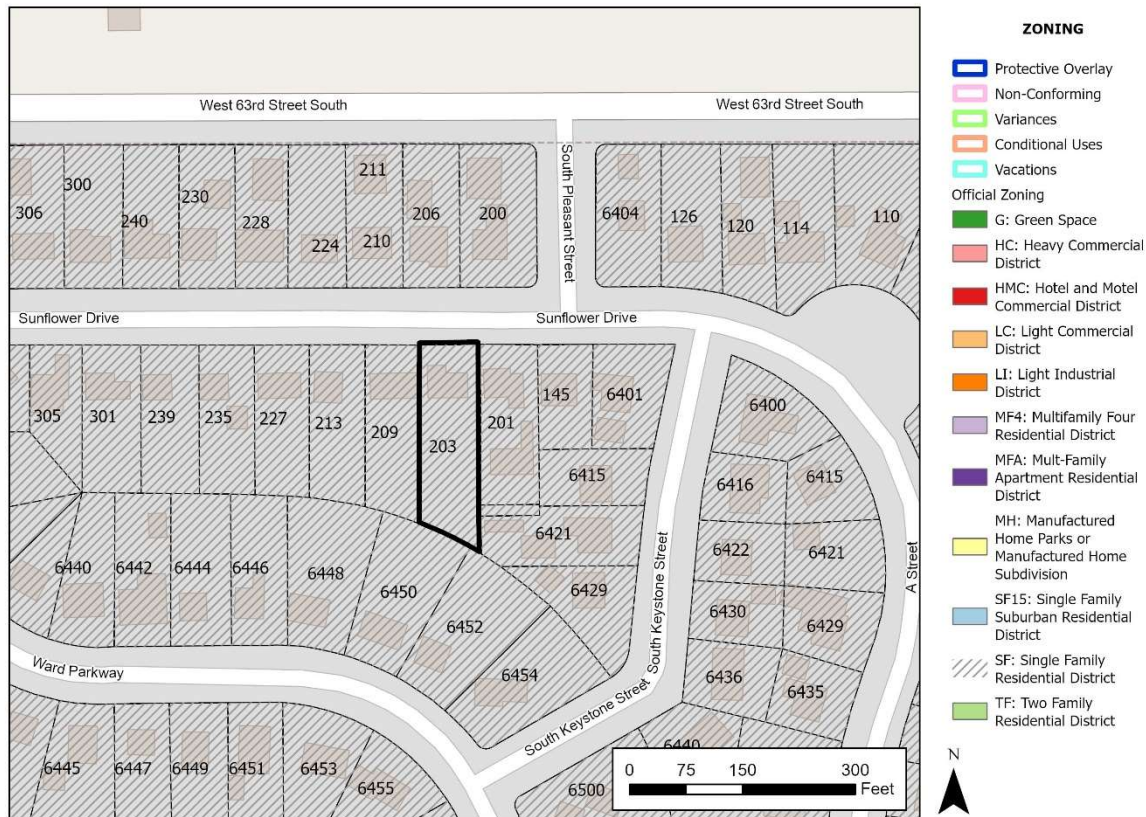 West 63rd Street South
West 63rd Street South
South Pleasant Street
211
300
230
306
240
228
206
200
224
210
6404
126
120
114
110
Sunflower Drive
Sunflower Drive
305
301
239
235
227
213
209
203
201
145
6401
6400
6415
6416
6415
6421
6422
6421
6429
6430
6429
6436
6435
6440
6442
6444
6446
6448
6450
6452
6454
Ward Parkway
South Keystone Street
South Keystone Street
A Street
6445
6447
6449
6451
6453
6455
6440
6500
0 75 150 300
Feet
ZONING
Protective Overlay
Non-Conforming
Variances
Conditional Uses
Vacations
Official Zoning
G: Green Space
HC: Heavy Commercial
District
HMC: Hotel and Motel
Commercial District
LC: Light Commercial
District
LI: Light Industrial
District
MF4: Multifamily Four
Residential District
MFA: Mult-Family
Apartment Residential
District
MH: Manufactured
Home Parks or
Manufactured Home
Subdivision
SF15: Single Family
Suburban Residential
District
SF: Single Family
Residential District
TF: Two Family
Residential District
N